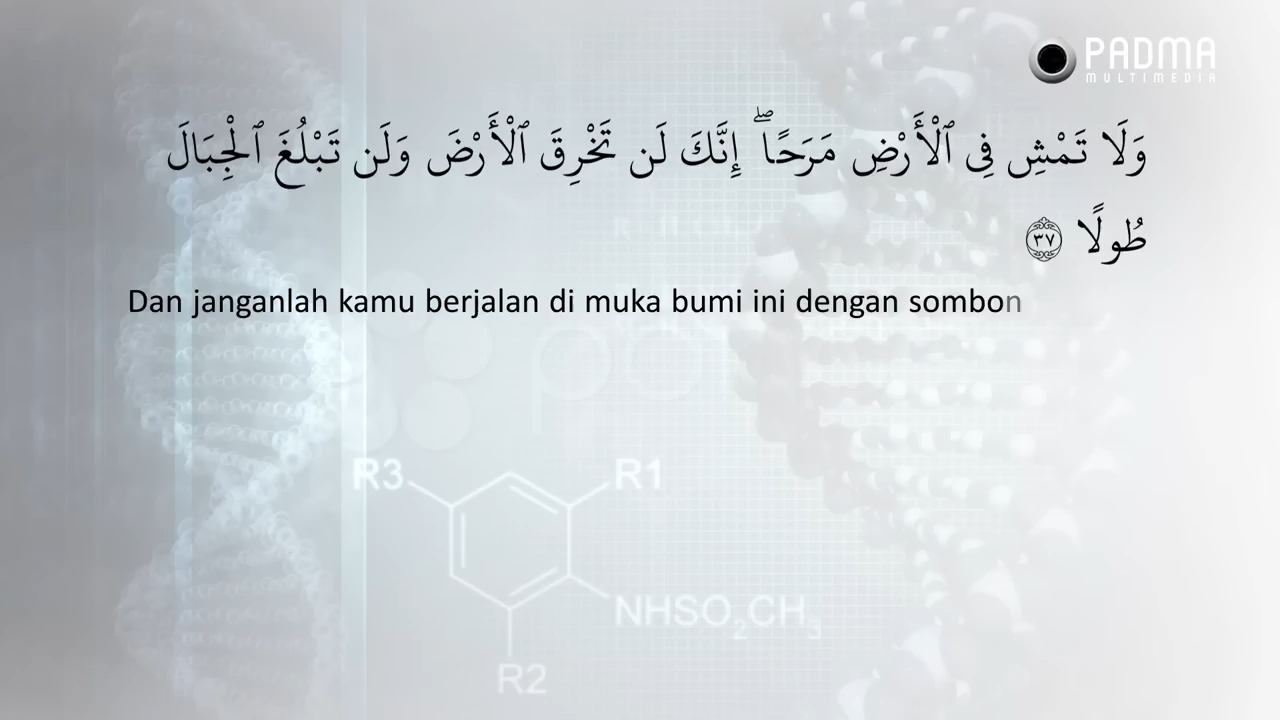 PADMA
MULTIMEDIA
وَلَا تَمْشِ فِى ٱلْأَرْضِ مَرَحًاۖ إِنَّكَ لَن تَخْرِقَ ٱلْأَرْضَ وَلَن تَبْلُغَ ٱلْجِبَالَ
طُولًا ٣٧
Dan janganlah kamu berjalan di muka bumi ini dengan sombon
R3
R1
NHSO₂CH₃
R2